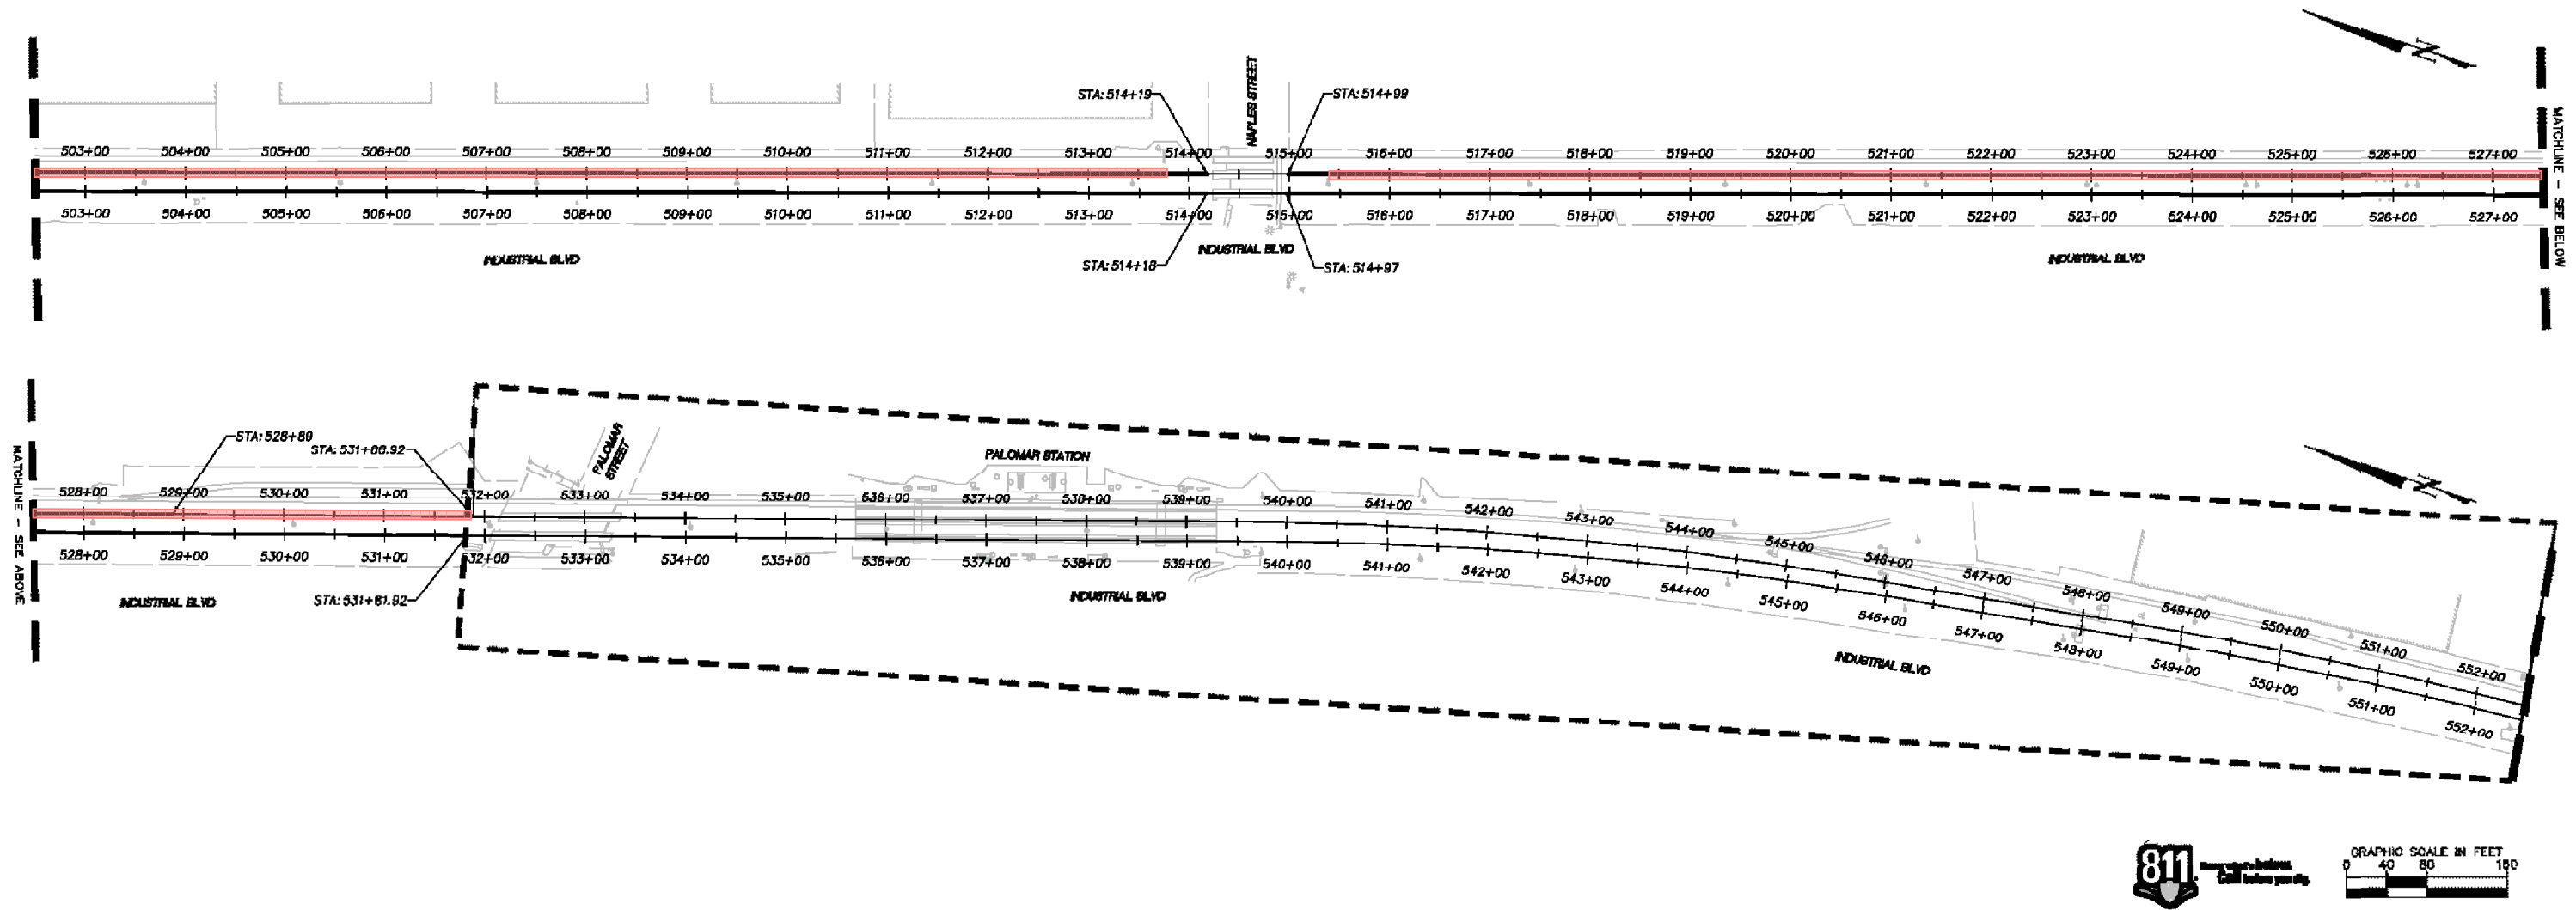 NAPLES STREET
STA: 514+19
STA: 514+99
503+00 504+00 505+00 506+00 507+00 508+00 509+00 510+00 511+00 512+00 513+00 514+00 515+00 516+00 517+00 518+00 519+00 520+00 521+00 522+00 523+00 524+00 525+00 526+00 527+00
503+00 504+00 505+00 506+00 507+00 508+00 509+00 510+00 511+00 512+00 513+00 514+00 515+00 516+00 517+00 518+00 519+00 520+00 521+00 522+00 523+00 524+00 525+00 526+00 527+00
INDUSTRIAL BLVD
INDUSTRIAL BLVD
INDUSTRIAL BLVD
STA: 514+18
STA: 514+97
MATCHLINE - SEE BELOW
N
MATCHLINE - SEE ABOVE
STA: 528+89
STA: 531+66.92
PALOMAR
STREET
PALOMAR STATION
528+00 529+00 530+00 531+00 532+00 533+00 534+00 535+00 536+00 537+00 538+00 539+00 540+00 541+00 542+00 543+00 544+00 545+00 546+00 547+00 548+00 549+00 550+00 551+00 552+00
528+00 529+00 530+00 531+00 532+00 533+00 534+00 535+00 536+00 537+00 538+00 539+00 540+00 541+00 542+00 543+00 544+00 545+00 546+00 547+00 548+00 549+00 550+00 551+00 552+00
INDUSTRIAL BLVD
STA: 531+61.92
INDUSTRIAL BLVD
INDUSTRIAL BLVD
N
811
Know what's below.
Call before you dig.
GRAPHIC SCALE IN FEET
0 40 80 160